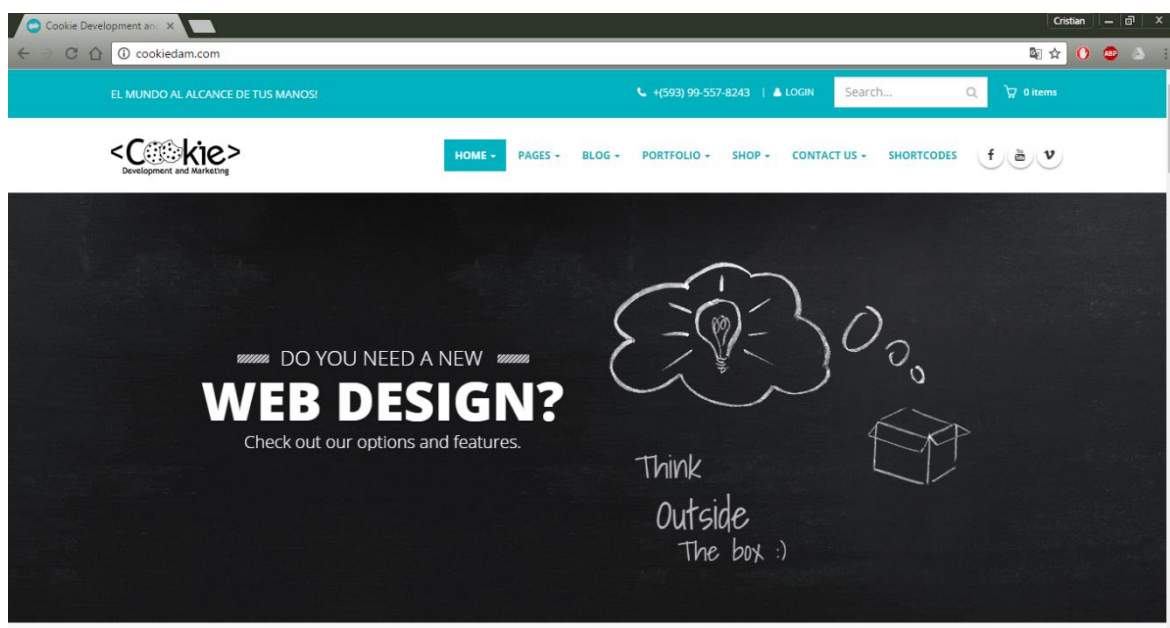 Cookie Development an
Cristian
cookiedam.com
ABP
EL MUNDO AL ALCANCE DE TUS MANOS!
+(593) 99-557-8243 | LOGIN
Search...
0 items
<Cookie>
Development and Marketing
HOME PAGES BLOG PORTFOLIO SHOP CONTACT US SHORTCODES
DO YOU NEED A NEW
WEB DESIGN?
Check out our options and features.
Think
Outside
The box :)